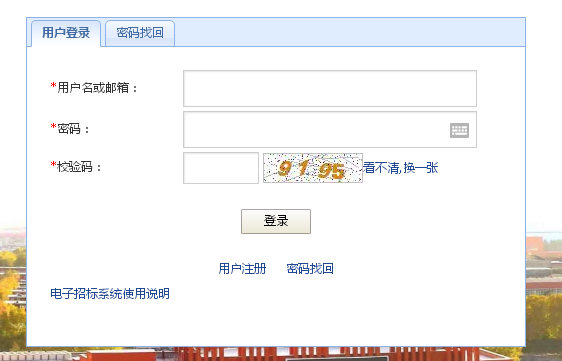 用户登录 密码找回
*用户名或邮箱：
*密码：
*校验码： 9195 看不清,换一张
登录
用户注册 密码找回
电子招标系统使用说明